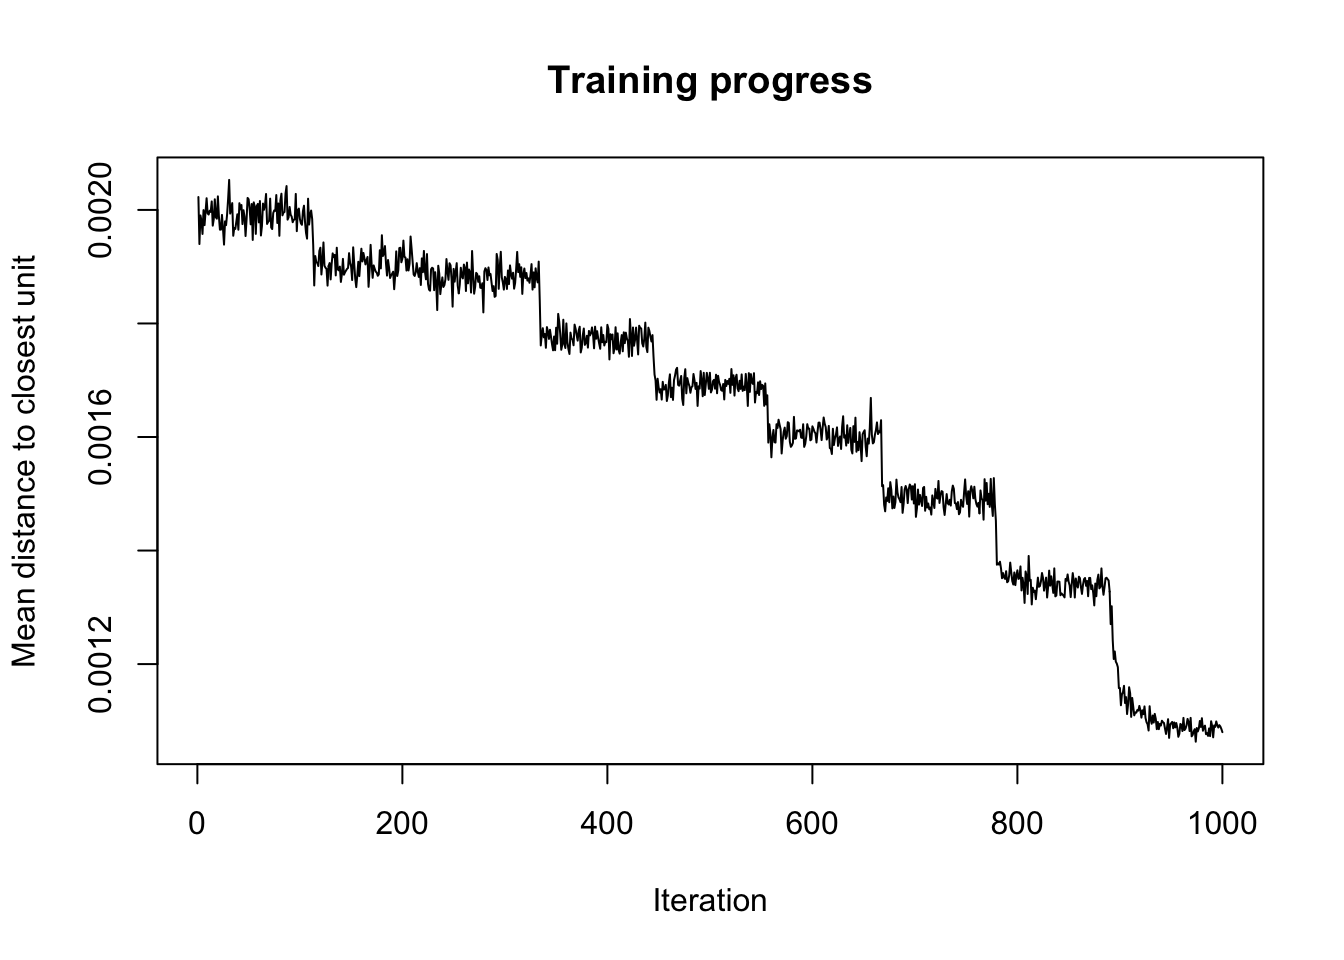 Training progress
Mean distance to closest unit
0.0020
0.0016
0.0012
0 200 400 600 800 1000
Iteration